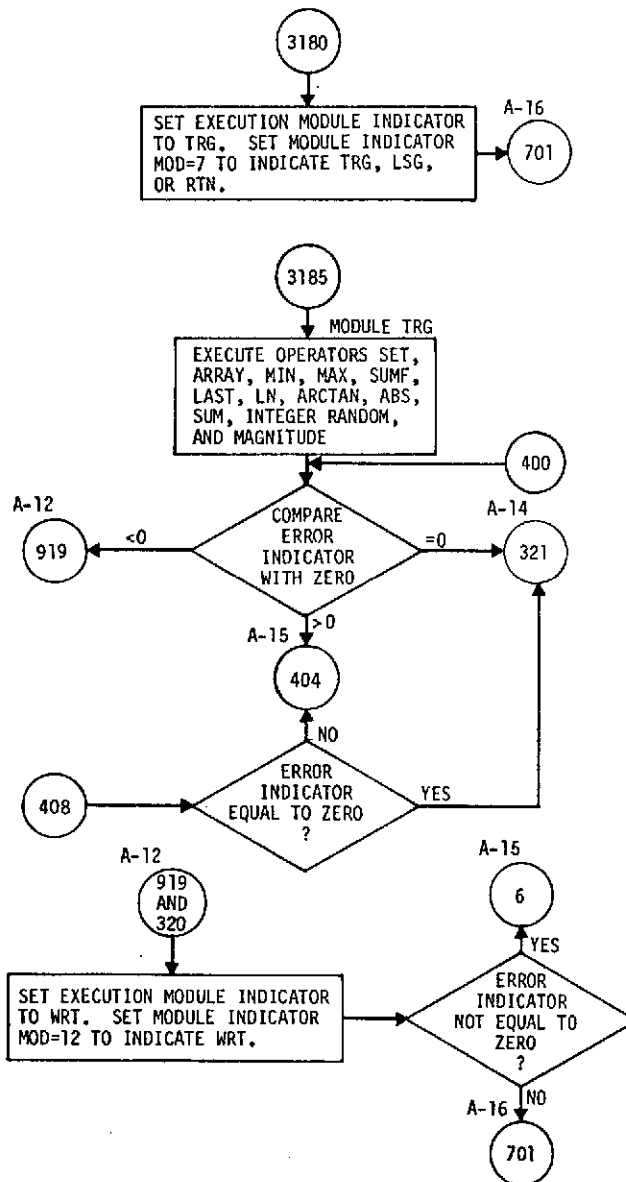 3180
SET EXECUTION MODULE INDICATOR
TO TRG. SET MODULE INDICATOR
MOD=7 TO INDICATE TRG, LSG,
OR RTN.
A-16
701
3185
MODULE TRG
EXECUTE OPERATORS SET,
ARRAY, MIN, MAX, SUMF,
LAST, LN, ARCTAN, ABS,
SUM, INTEGER RANDOM,
AND MAGNITUDE
400
A-12
919
<0
COMPARE
ERROR
INDICATOR
WITH ZERO
=0
A-14
321
>0
A-15
404
NO
408
ERROR
INDICATOR
EQUAL TO ZERO
?
YES
A-12
919
AND
320
SET EXECUTION MODULE INDICATOR
TO WRT. SET MODULE INDICATOR
MOD=12 TO INDICATE WRT.
A-15
6
YES
ERROR
INDICATOR
NOT EQUAL TO
ZERO
?
NO
A-16
701